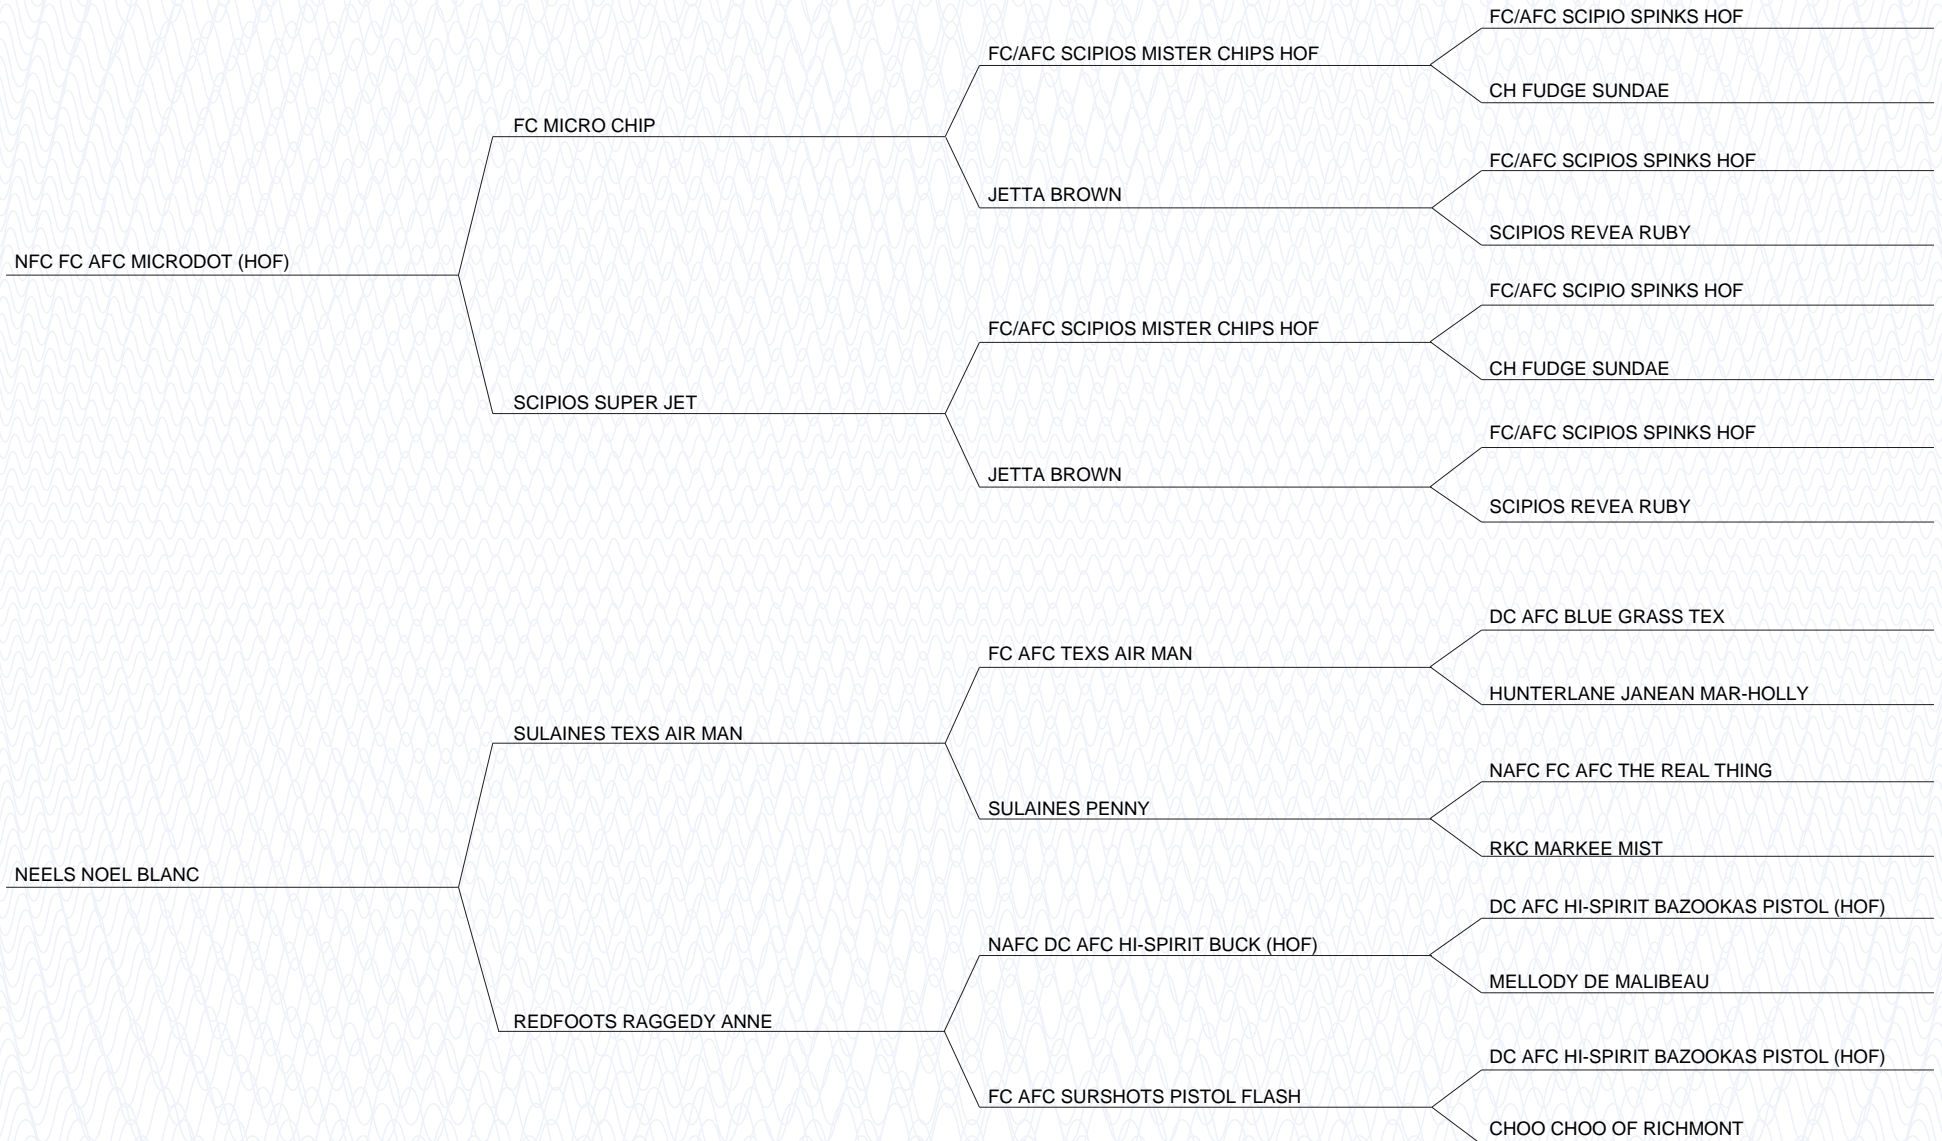 FC/AFC SCIPIO SPINKS HOF
FC/AFC SCIPIOS MISTER CHIPS HOF
CH FUDGE SUNDAE
FC MICRO CHIP
FC/AFC SCIPIOS SPINKS HOF
JETTA BROWN
SCIPIOS REVEA RUBY
NFC FC AFC MICRODOT (HOF)
FC/AFC SCIPIO SPINKS HOF
FC/AFC SCIPIOS MISTER CHIPS HOF
CH FUDGE SUNDAE
SCIPIOS SUPER JET
FC/AFC SCIPIOS SPINKS HOF
JETTA BROWN
SCIPIOS REVEA RUBY
DC AFC BLUE GRASS TEX
FC AFC TEXS AIR MAN
HUNTERLANE JANEAN MAR-HOLLY
SULAINES TEXS AIR MAN
NAFC FC AFC THE REAL THING
SULAINES PENNY
RKC MARKEE MIST
NEELS NOEL BLANC
DC AFC HI-SPIRIT BAZOOKAS PISTOL (HOF)
NAFC DC AFC HI-SPIRIT BUCK (HOF)
MELLODY DE MALIBEAU
REDFOOTS RAGGEDY ANNE
DC AFC HI-SPIRIT BAZOOKAS PISTOL (HOF)
FC AFC SURSHOTS PISTOL FLASH
CHOO CHOO OF RICHMONT